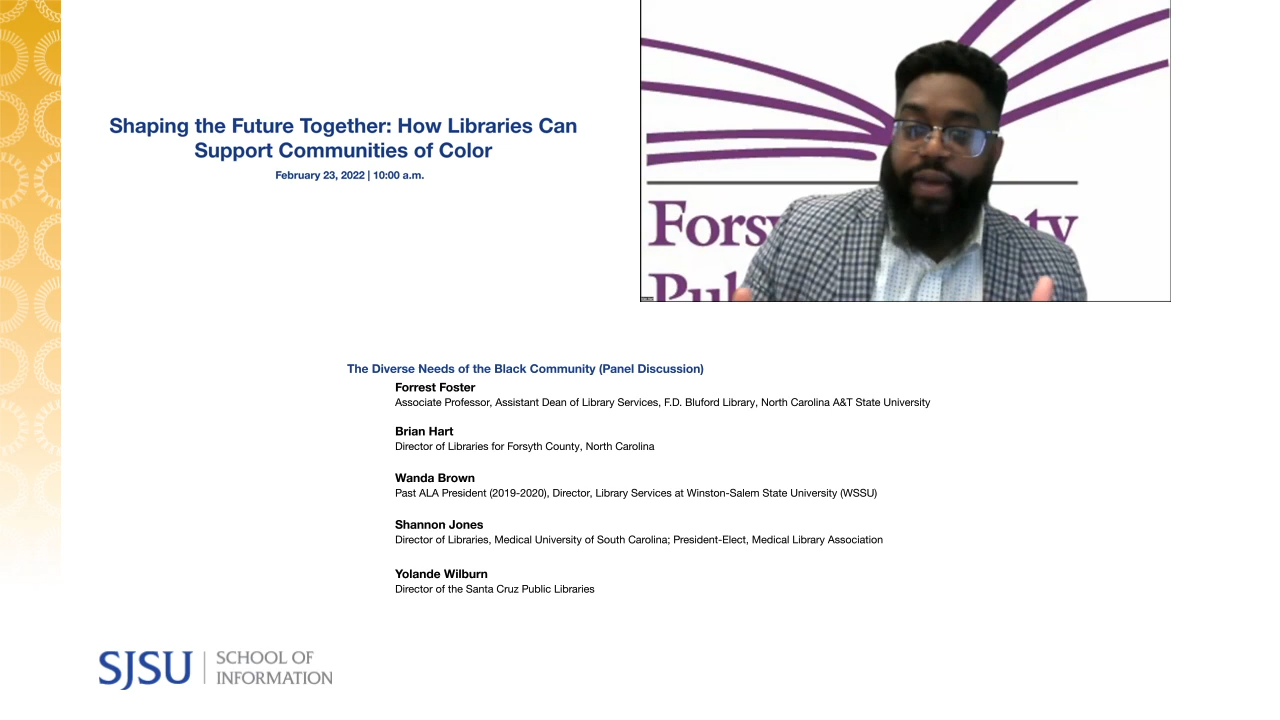 Shaping the Future Together: How Libraries Can
Support Communities of Color
February 23, 2022 | 10:00 a.m.
Fors
ty
Pu
The Diverse Needs of the Black Community (Panel Discussion)
Forrest Foster
Associate Professor, Assistant Dean of Library Services, F.D. Bluford Library, North Carolina A&T State University
Brian Hart
Director of Libraries for Forsyth County, North Carolina
Wanda Brown
Past ALA President (2019-2020), Director, Library Services at Winston-Salem State University (WSSU)
Shannon Jones
Director of Libraries, Medical University of South Carolina; President-Elect, Medical Library Association
Yolande Wilburn
Director of the Santa Cruz Public Libraries
SJSU SCHOOL OF
INFORMATION